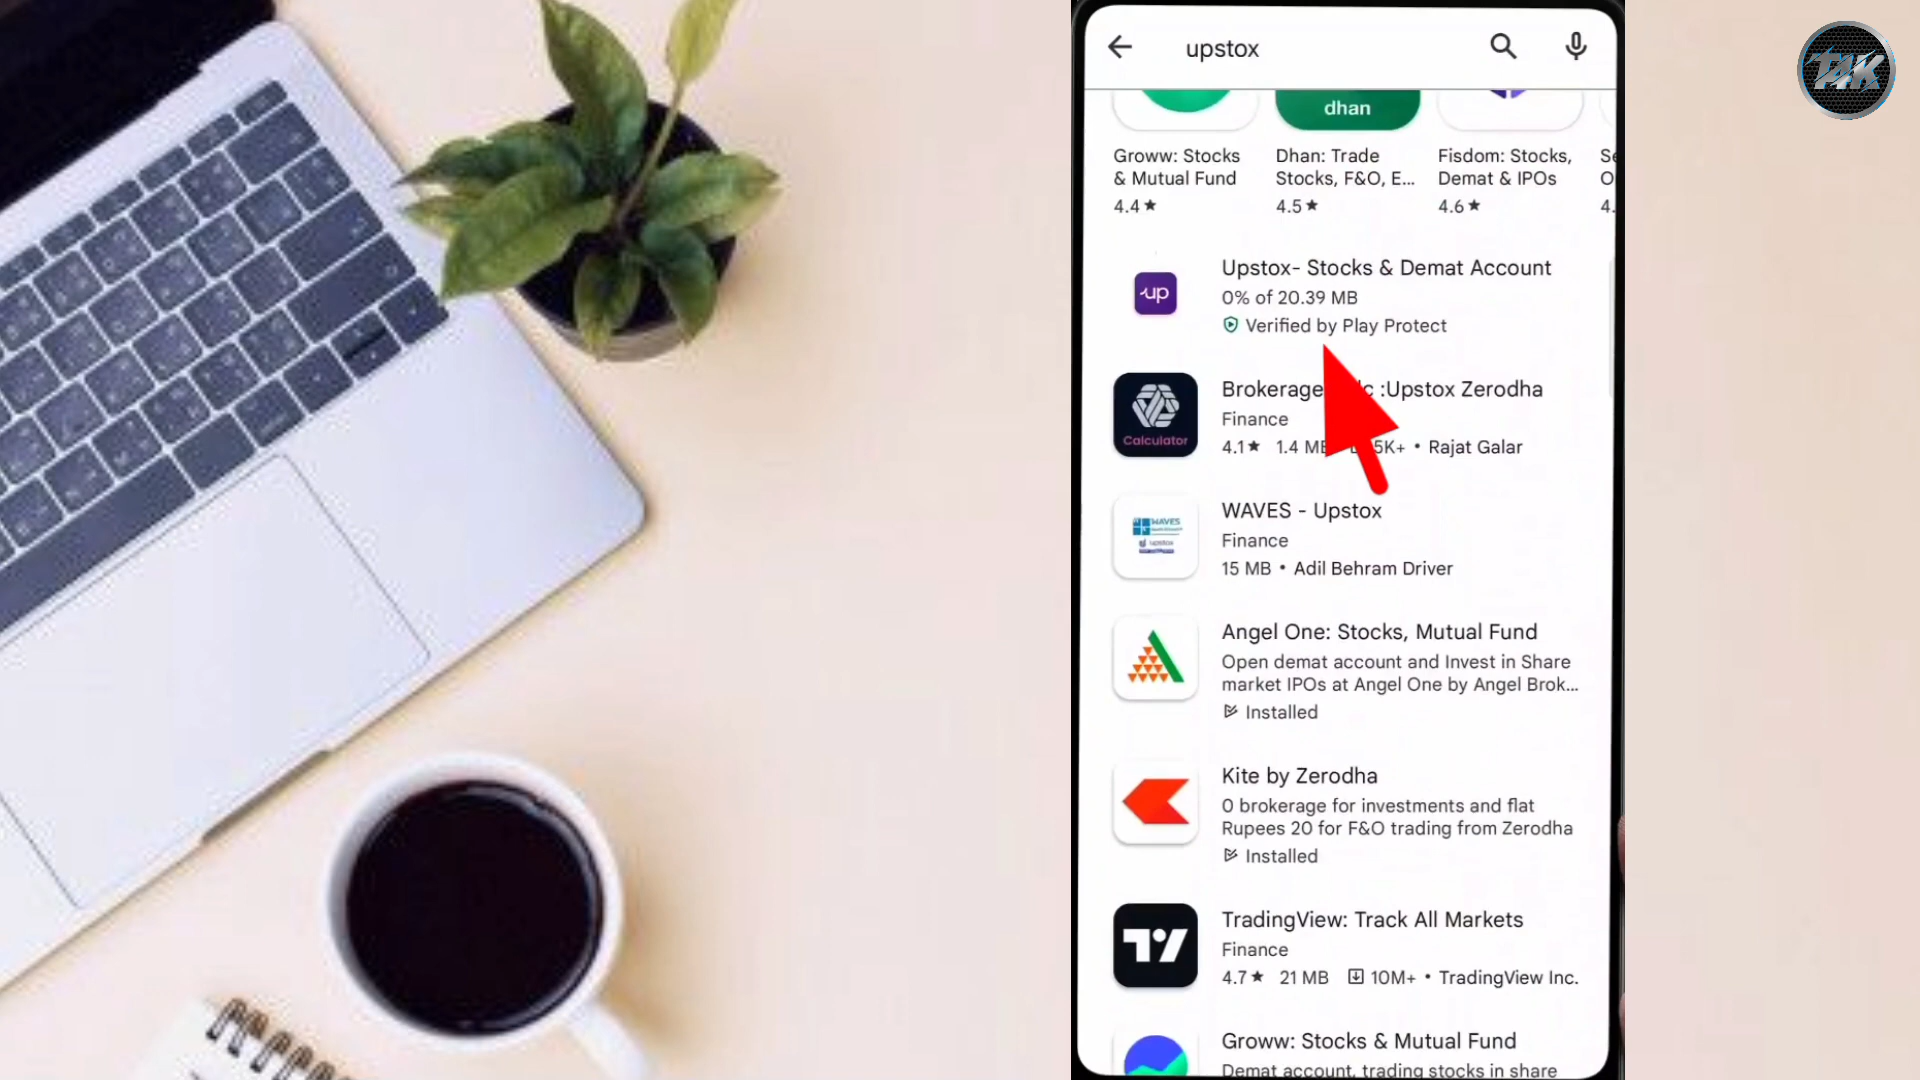 upstox
TAK
dhan
Groww: Stocks
& Mutual Fund
4.4★
Dhan: Trade
Stocks, F&O, E...
4.5★
Fisdom: Stocks,
Demat & IPOs
4.6★
4.
up
Upstox- Stocks & Demat Account
0% of 20.39 MB
Verified by Play Protect
Calculator
Brokerage :Upstox Zerodha
Finance
4.1★ 1.4 5K+ • Rajat Galar
WAVES
upstox
WAVES - Upstox
Finance
15 MB • Adil Behram Driver
Angel One: Stocks, Mutual Fund
Open demat account and Invest in Share
market IPOs at Angel One by Angel Brok...
Installed
Kite by Zerodha
0 brokerage for investments and flat
Rupees 20 for F&O trading from Zerodha
Installed
TradingView: Track All Markets
Finance
4.7★ 21 MB 10M+ • TradingView Inc.
Groww: Stocks & Mutual Fund
Demat account, trading stocks in share